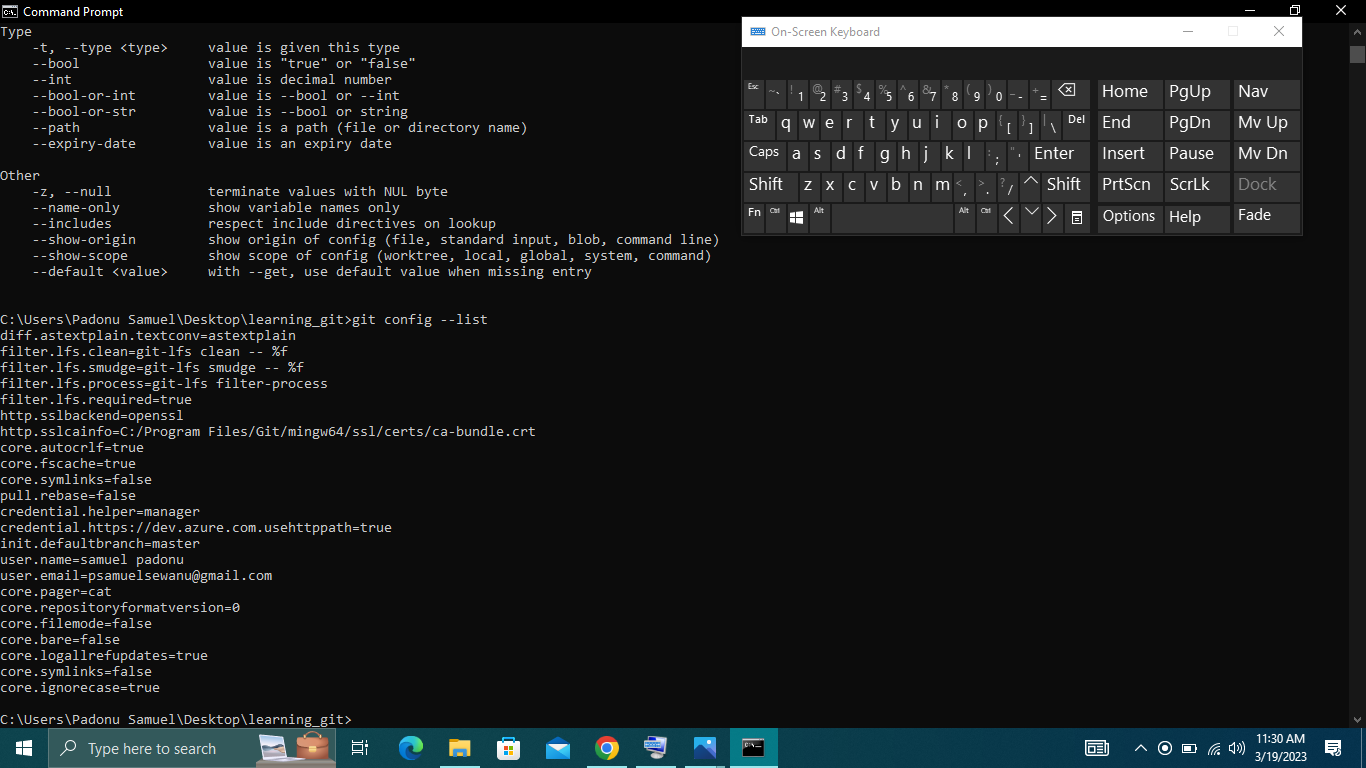 Command Prompt
Type
-t, --type <type>     value is given this type
--bool                value is "true" or "false"
--int                 value is decimal number
--bool-or-int         value is --bool or --int
--bool-or-str         value is --bool or string
--path                value is a path (file or directory name)
--expiry-date         value is an expiry date
Other
-z, --null            terminate values with NUL byte
--name-only           show variable names only
--includes            respect include directives on lookup
--show-origin         show origin of config (file, standard input, blob, command line)
--show-scope          show scope of config (worktree, local, global, system, command)
--default <value>     with --get, use default value when missing entry
C:\Users\Padonu Samuel\Desktop\learning_git>git config --list
diff.astextplain.textconv=astextplain
filter.lfs.clean=git-lfs clean -- %f
filter.lfs.smudge=git-lfs smudge -- %f
filter.lfs.process=git-lfs filter-process
filter.lfs.required=true
http.sslbackend=openssl
http.sslcainfo=C:/Program Files/Git/mingw64/ssl/certs/ca-bundle.crt
core.autocrlf=true
core.fscache=true
core.symlinks=false
pull.rebase=false
credential.helper=manager
credential.https://dev.azure.com.usehttppath=true
init.defaultbranch=master
user.name=samuel padonu
user.email=psamuelsewanu@gmail.com
core.pager=cat
core.repositoryformatversion=0
core.filemode=false
core.bare=false
core.logallrefupdates=true
core.symlinks=false
core.ignorecase=true
C:\Users\Padonu Samuel\Desktop\learning_git>
On-Screen Keyboard
Esc ~ ` ! 1 @ 2 # 3 $ 4 % 5 ^ 6 & 7 * 8 ( 9 ) 0 _ - + = Home PgUp Nav
Tab q w e r t y u i o p { [ } ] | \ Del End PgDn Mv Up
Caps a s d f g h j k l : ; " ' Enter Insert Pause Mv Dn
Shift z x c v b n m < , > . ? / Shift PrtScn ScrLk Dock
Fn Ctrl Alt Alt Ctrl Options Help Fade
Type here to search
11:30 AM
3/19/2023